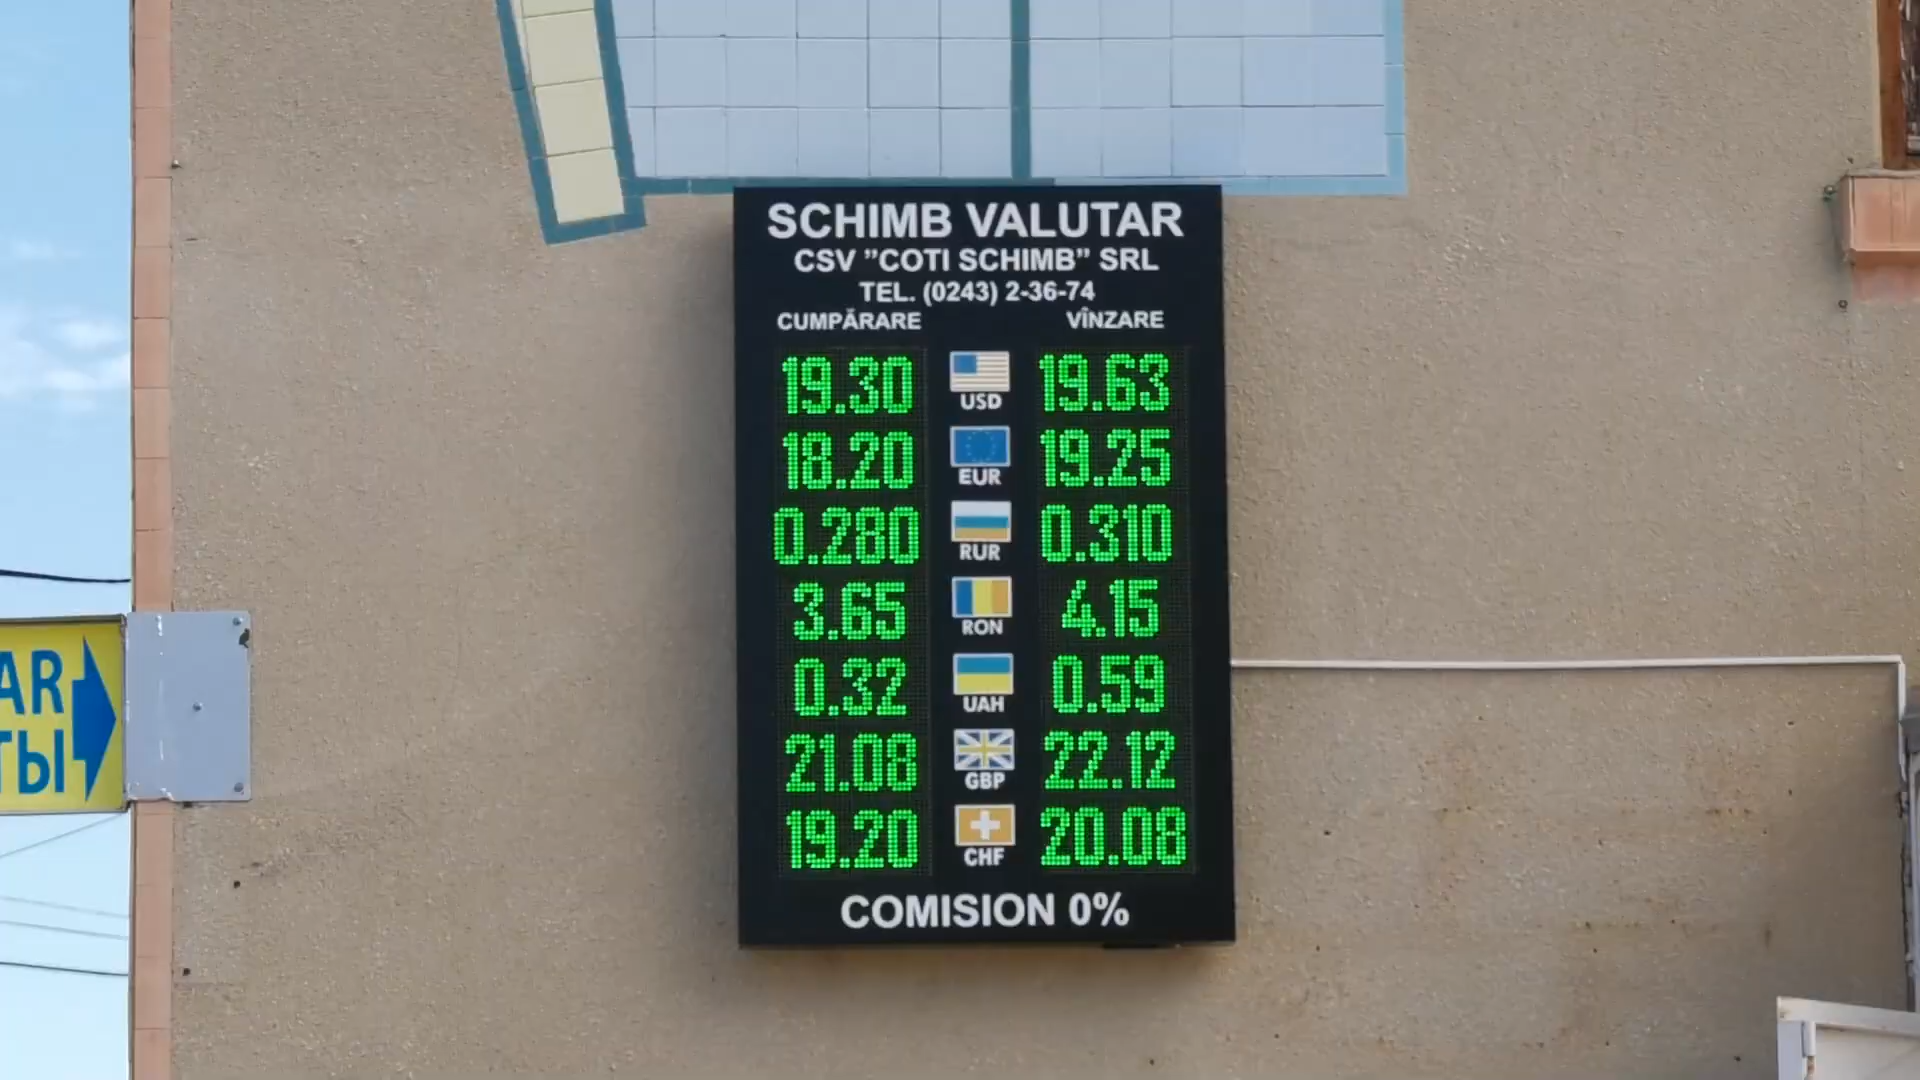 SCHIMB VALUTAR
CSV ”COTI SCHIMB” SRL
TEL. (0243) 2-36-74
CUMPĂRARE VÎNZARE
19.30 USD 19.63
18.20 EUR 19.25
0.280 RUR 0.310
3.65 RON 4.15
0.32 UAH 0.59
21.08 GBP 22.12
19.20 CHF 20.08
COMISION 0%
AR
ТЫ